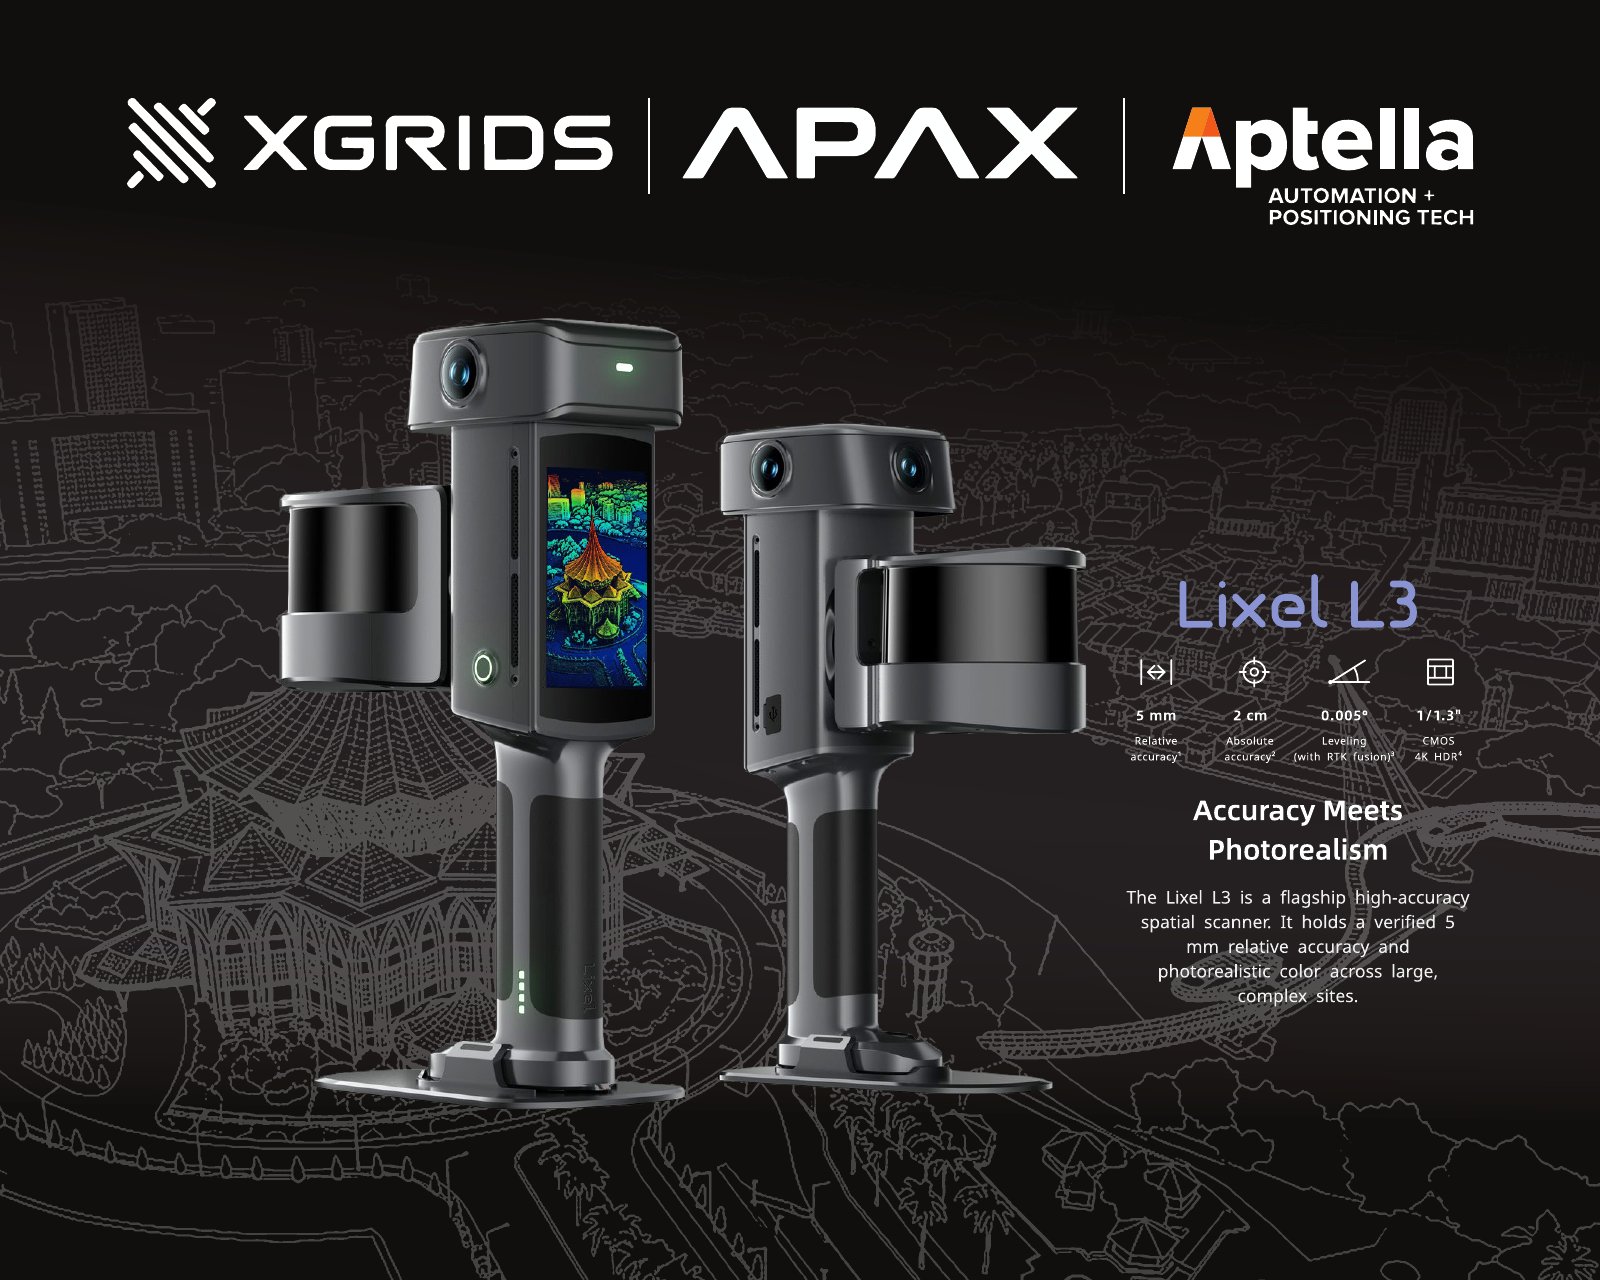 XGRIDS
APAX
Aptella
AUTOMATION +
POSITIONING TECH
Lixel L3
5 mm
Relative
accuracy¹
2 cm
Absolute
accuracy²
0.005°
Leveling
(with RTK fusion)³
1/1.3"
CMOS
4K HDR⁴
Accuracy Meets
Photorealism
The Lixel L3 is a flagship high-accuracy
spatial scanner. It holds a verified 5
mm relative accuracy and
photorealistic color across large,
complex sites.
Lixel